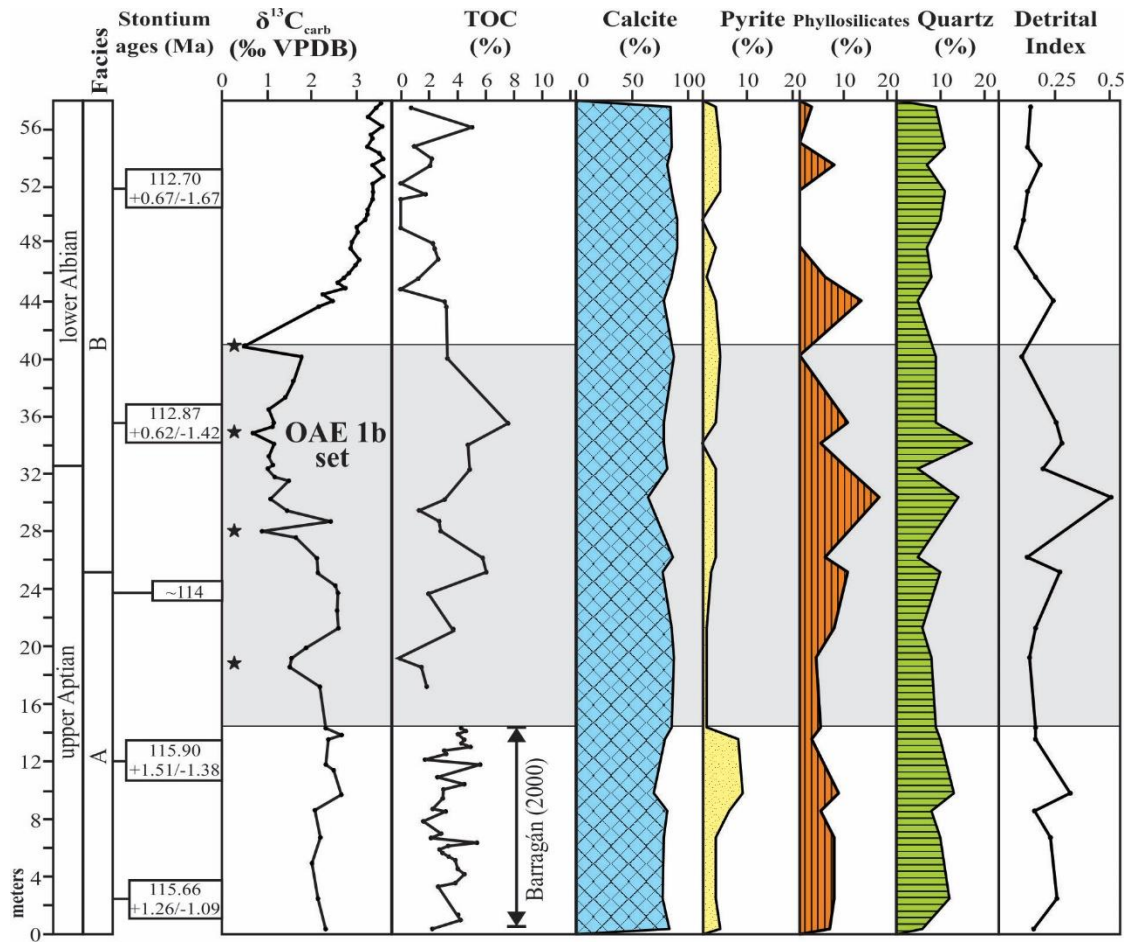 Facies
Stontium
ages (Ma)
δ¹³Ccarb
(‰ VPDB)
TOC
(%)
Calcite
(%)
Pyrite
(%)
Phyllosilicates
(%)
Quartz
(%)
Detrital
Index
0 1 2 3
0 2 4 6 8 10
0 50 100
20
20 10
20 10 20
0.25 0.5
56
52
48
44
40
36
32
28
24
20
16
12
8
4
0
meters
lower Albian
upper Aptian
B
A
112.70
+0.67/-1.67
112.87
+0.62/-1.42
~114
115.90
+1.51/-1.38
115.66
+1.26/-1.09
OAE 1b
set
Barragán (2000)